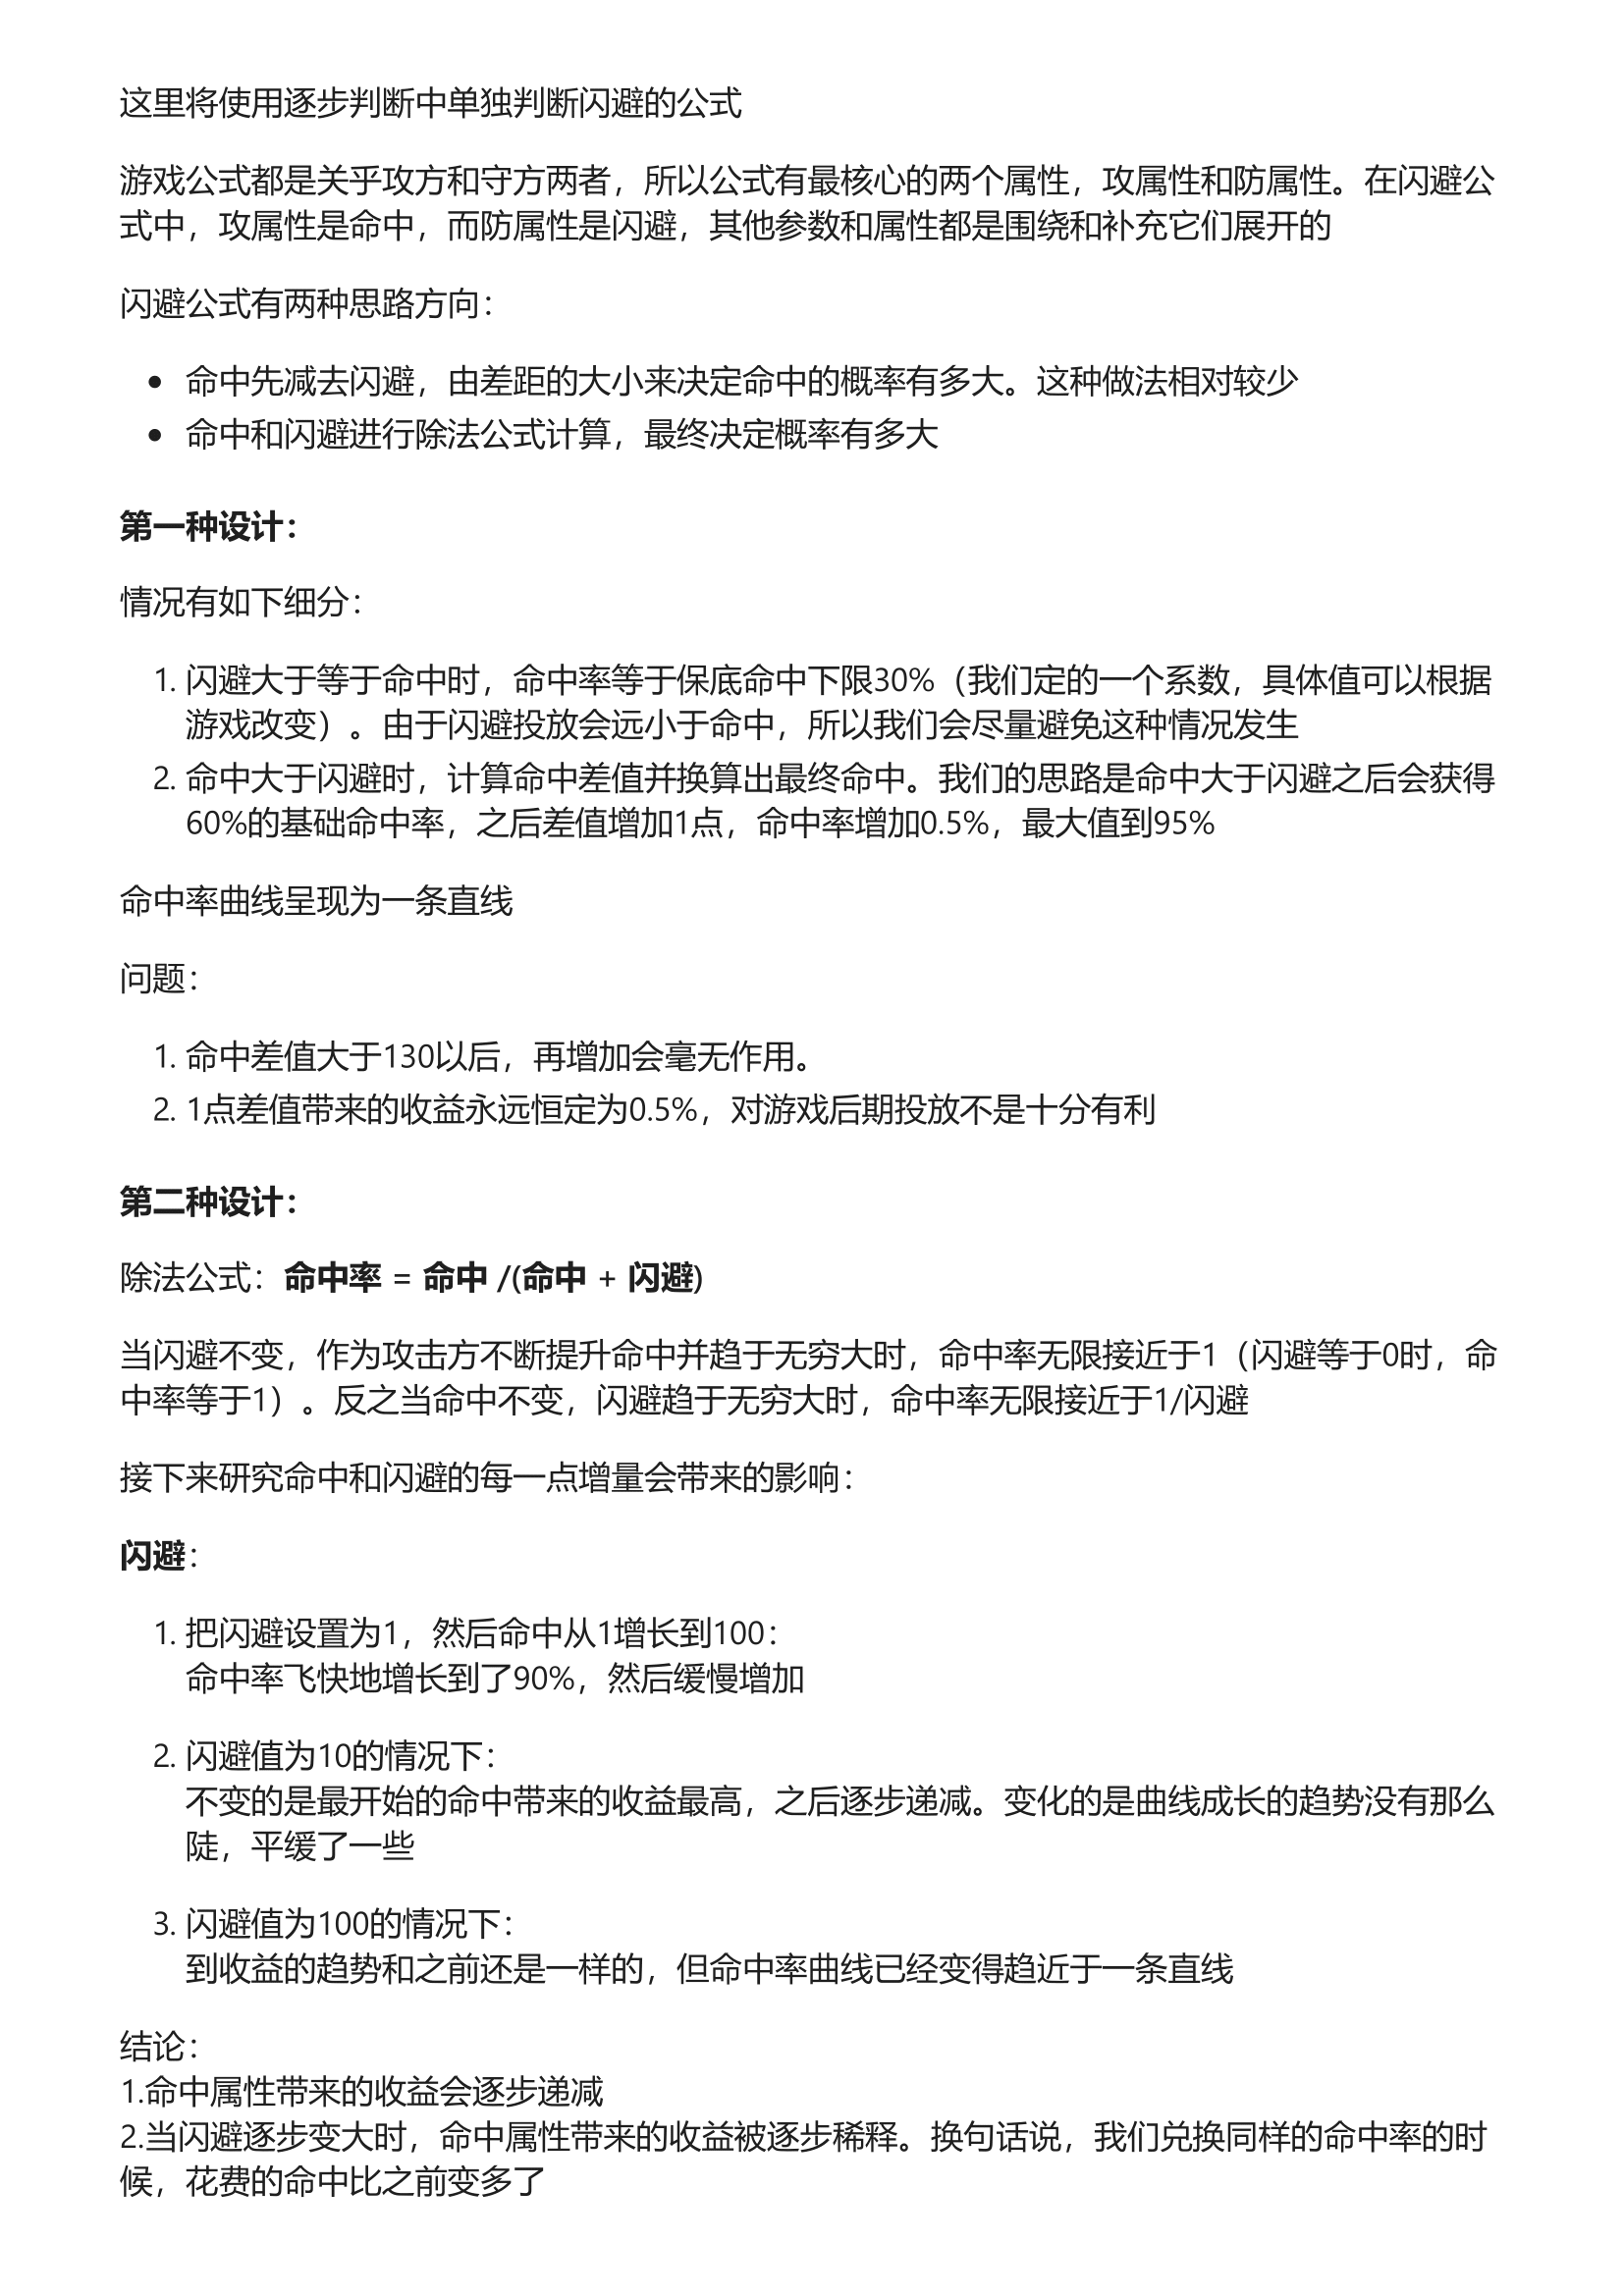 这里将使用逐步判断中单独判断闪避的公式
游戏公式都是关乎攻方和守方两者，所以公式有最核心的两个属性，攻属性和防属性。在闪避公
式中，攻属性是命中，而防属性是闪避，其他参数和属性都是围绕和补充它们展开的
闪避公式有两种思路方向：
• 命中先减去闪避，由差距的大小来决定命中的概率有多大。这种做法相对较少
• 命中和闪避进行除法公式计算，最终决定概率有多大
第一种设计：
情况有如下细分：
1. 闪避大于等于命中时，命中率等于保底命中下限30%（我们定的一个系数，具体值可以根据
游戏改变）。由于闪避投放会远小于命中，所以我们会尽量避免这种情况发生
2. 命中大于闪避时，计算命中差值并换算出最终命中。我们的思路是命中大于闪避之后会获得
60%的基础命中率，之后差值增加1点，命中率增加0.5%，最大值到95%
命中率曲线呈现为一条直线
问题：
1. 命中差值大于130以后，再增加会毫无作用。
2. 1点差值带来的收益永远恒定为0.5%，对游戏后期投放不是十分有利
第二种设计：
除法公式：命中率 = 命中 /(命中 + 闪避)
当闪避不变，作为攻击方不断提升命中并趋于无穷大时，命中率无限接近于1（闪避等于0时，命
中率等于1）。反之当命中不变，闪避趋于无穷大时，命中率无限接近于1/闪避
接下来研究命中和闪避的每一点增量会带来的影响：
闪避：
1. 把闪避设置为1，然后命中从1增长到100：
命中率飞快地增长到了90%，然后缓慢增加
2. 闪避值为10的情况下：
不变的是最开始的命中带来的收益最高，之后逐步递减。变化的是曲线成长的趋势没有那么
陡，平缓了一些
3. 闪避值为100的情况下：
到收益的趋势和之前还是一样的，但命中率曲线已经变得趋近于一条直线
结论：
1.命中属性带来的收益会逐步递减
2.当闪避逐步变大时，命中属性带来的收益被逐步稀释。换句话说，我们兑换同样的命中率的时
候，花费的命中比之前变多了